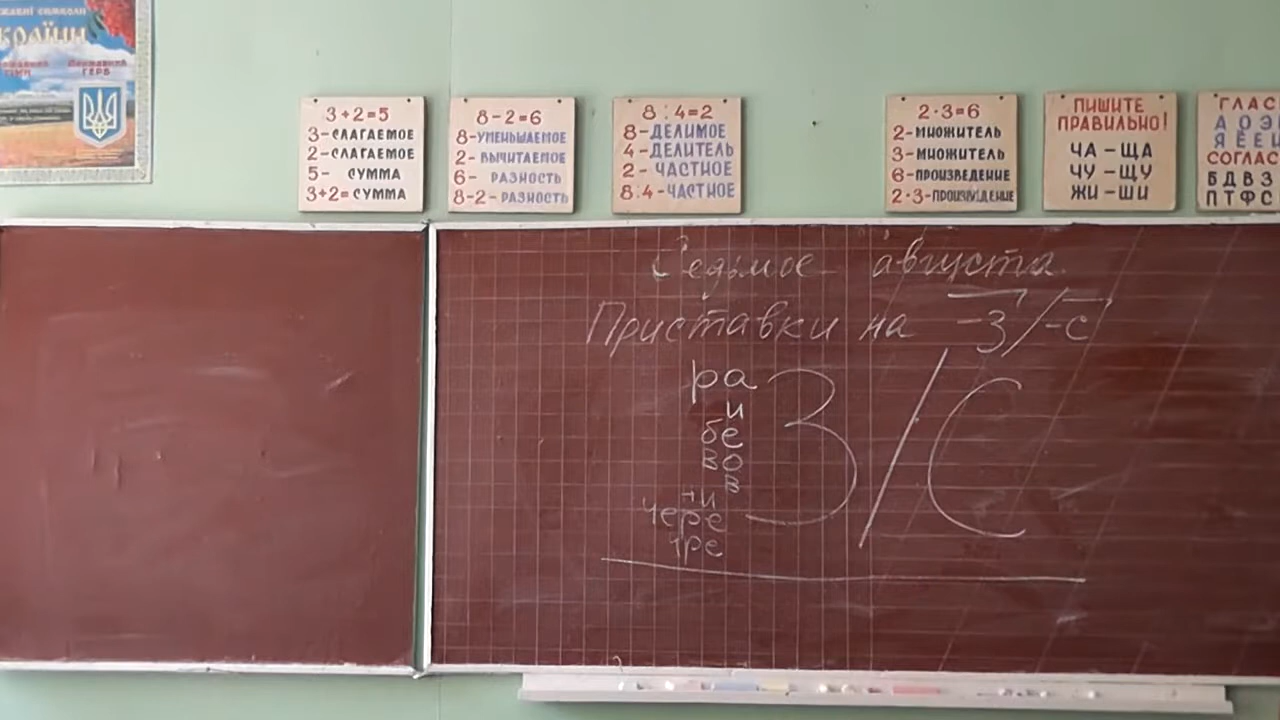 символи
3+2=5
3-СЛАГАЕМОЕ
2-СЛАГАЕМОЕ
5- СУММА
3+2= СУММА
8-2=6
8-УМЕНЬШАЕМОЕ
2- ВЫЧИТАЕМОЕ
6- РАЗНОСТЬ
8-2- РАЗНОСТЬ
8:4=2
8-ДЕЛИМОЕ
4-ДЕЛИТЕЛЬ
2- ЧАСТНОЕ
8:4-ЧАСТНОЕ
2·3=6
2-МНОЖИТЕЛЬ
3-МНОЖИТЕЛЬ
6-ПРОИЗВЕДЕНИЕ
2·3-ПРОИЗВЕДЕНИЕ
ПИШИТЕ
ПРАВИЛЬНО!
ЧА – ЩА
ЧУ – ЩУ
ЖИ – ШИ
ГЛАС
А О Э
Я Ё Е
СОГЛАС
Б Д В З
П Т Ф С
Седьмое августа.
Приставки на -з/-с
ра З/С
и
бе
во
в
ни
чере
чре